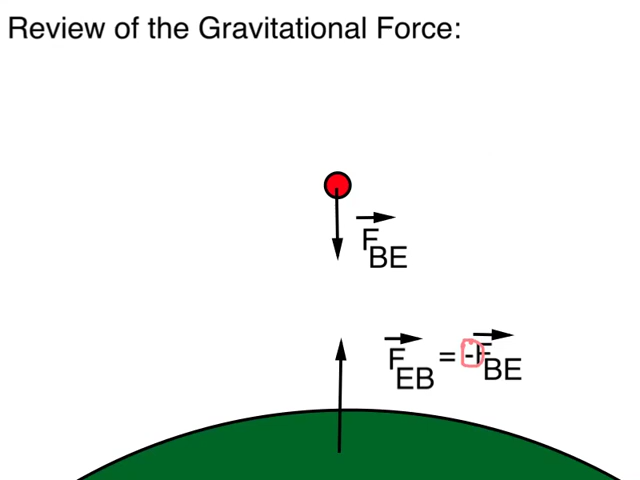 Review of the Gravitational Force:
F BE
F EB = -F BE